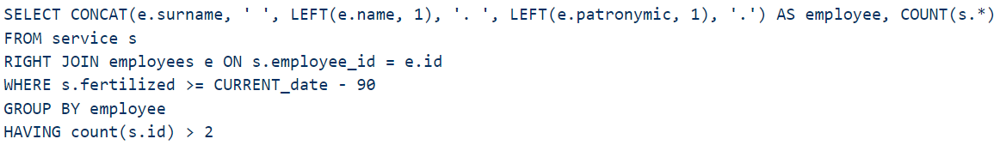 SELECT CONCAT(e.surname, ' ', LEFT(e.name, 1), '. ', LEFT(e.patronymic, 1), '.') AS employee, COUNT(s.*)
FROM service s
RIGHT JOIN employees e ON s.employee_id = e.id
WHERE s.fertilized >= CURRENT_date - 90
GROUP BY employee
HAVING count(s.id) > 2